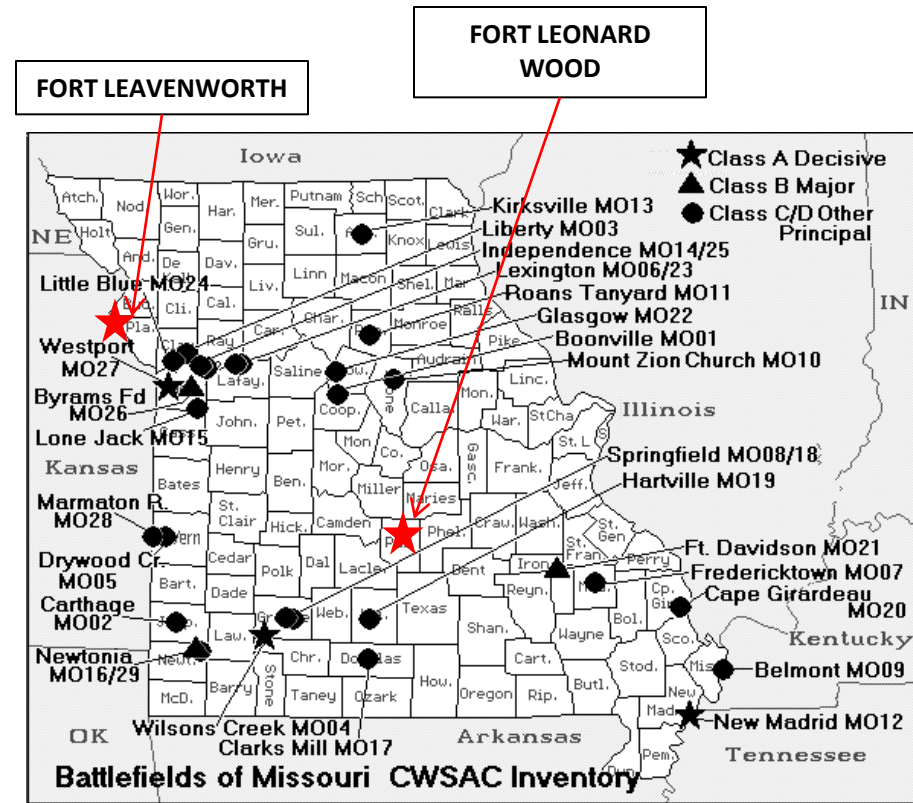 FORT LEONARD
WOOD
FORT LEAVENWORTH
Iowa
Class A Decisive
Class B Major
Class C/D Other
Principal
NE
IN
Illinois
Kansas
Kentucky
OK
Arkansas
Tennessee
Kirksville MO13
Liberty MO03
Independence MO14/25
Lexington MO06/23
Roans Tanyard MO11
Glasgow MO22
Boonville MO01
Mount Zion Church MO10
Little Blue MO24
Westport
MO27
Byrams Fd
MO26
Lone Jack MO15
Springfield MO08/18
Hartville MO19
Marmaton R.
MO28
Drywood Cr.
MO05
Carthage
MO02
Newtonia
MO16/29
Ft. Davidson MO21
Fredericktown MO07
Cape Girardeau
MO20
Belmont MO09
New Madrid MO12
Wilsons Creek MO04
Clarks Mill MO17
Atch.
Nod
Wor.
Har.
Mer.
Putnam
Sch
Scot.
Clark
Holt
Gen.
Gru.
Sul.
Knox
Lewis
And.
De
Dav.
Liv.
Linn
Macon
Shel.
Mar
Cli.
Cal.
Car.
Char.
Monroe
Ralls
Pla.
Ray
Pike
Saline
Audrain
Lafay.
Linc.
Coop.
Calla.
Mon.
War.
StCha
John.
Pet.
Mon
Co.
Osa.
Gasc.
Frank.
St.L
Henry
Ben.
Mor.
Miller
Maries
Jeff.
Bates
St.
Clair
Hick.
Camden
Phel.
Craw.
Wash.
St.
Gen
St.
Fran.
Perry
Vern
Cedar
Polk
Dal
Lacle.
Dent
Iron
Reyn.
Bart.
Dade
Web.
Texas
Shan.
Wayne
Bol.
Cp.
Gir
Law.
Chr.
Douglas
Cart.
Stod.
Sco.
Mis
Newt.
Stone
How.
Oregon
Rip.
Butl.
New
Mad
McD.
Barry
Taney
Ozark
Pem.
Dun
Battlefields of Missouri CWSAC Inventory